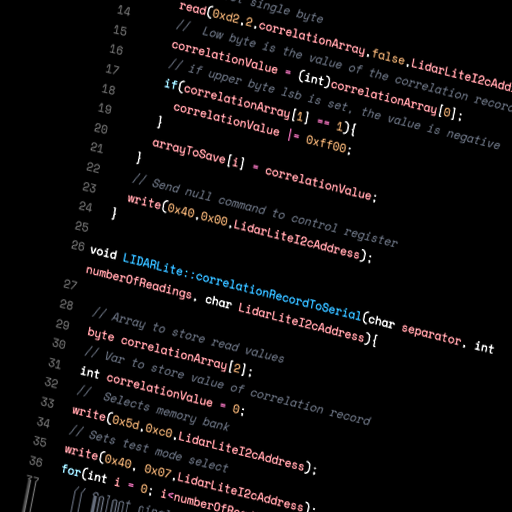 14 single byte
15 read(0xd2,2,correlationArray,false,LidarLiteI2cAdd
16 // Low byte is the value of the correlation record
17 correlationValue = (int)correlationArray[0];
18 // if upper byte lsb is set, the value is negative
19 if(correlationArray[1] == 1){
20 correlationValue |= 0xff00;
21 }
22 arrayToSave[i] = correlationValue;
23 }
24 // Send null command to control register
25 write(0x40,0x00,LidarLiteI2cAddress);
26 }
void LIDARLite::correlationRecordToSerial(char separator, int
27 numberOfReadings, char LidarLiteI2cAddress){
28
29 // Array to store read values
30 byte correlationArray[2];
31 // Var to store value of correlation record
32 int correlationValue = 0;
33 // Selects memory bank
34 write(0x5d,0xc0,LidarLiteI2cAddress);
35 // Sets test mode select
36 write(0x40, 0x07,LidarLiteI2cAddress);
37 for(int i = 0; i<numberOfRea
//